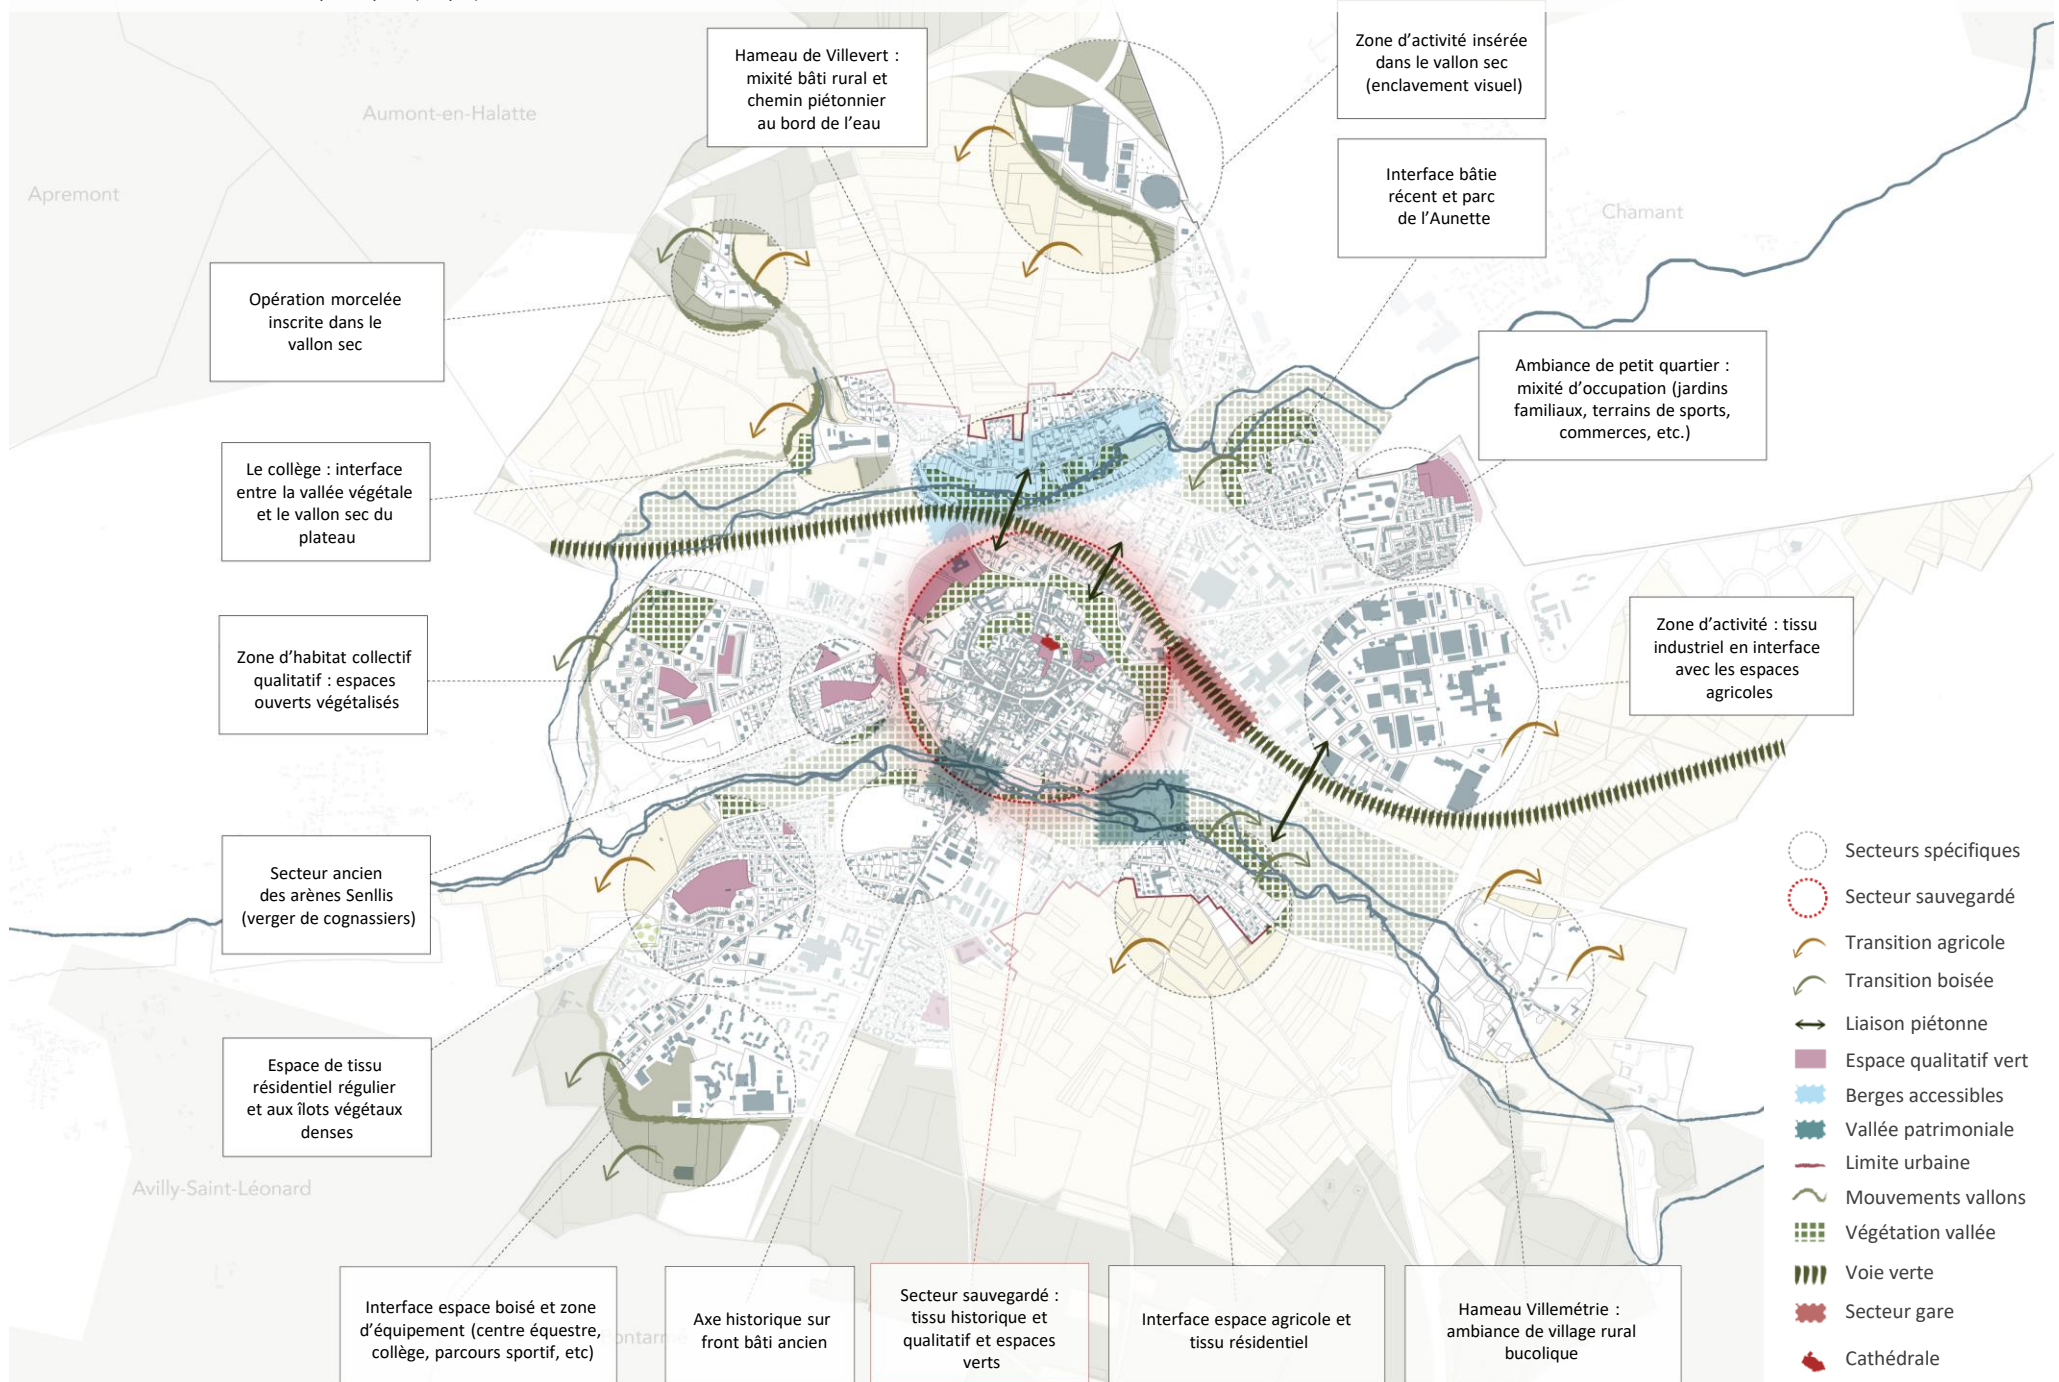 Hameau de Villevert :
mixité bâti rural et
chemin piétonnier
au bord de l'eau
Zone d'activité insérée
dans le vallon sec
(enclavement visuel)
Aumont-en-Halatte
Apremont
Interface bâtie
récent et parc
de l'Aunette
Chamant
Opération morcelée
inscrite dans le
vallon sec
Ambiance de petit quartier :
mixité d'occupation (jardins
familiaux, terrains de sports,
commerces, etc.)
Le collège : interface
entre la vallée végétale
et le vallon sec du
plateau
Zone d'habitat collectif
qualitatif : espaces
ouverts végétalisés
Zone d'activité : tissu
industriel en interface
avec les espaces
agricoles
Secteur ancien
des arènes Senllis
(verger de cognassiers)
Espace de tissu
résidentiel régulier
et aux îlots végétaux
denses
Avilly-Saint-Léonard
Secteurs spécifiques
Secteur sauvegardé
Transition agricole
Transition boisée
Liaison piétonne
Espace qualitatif vert
Berges accessibles
Vallée patrimoniale
Limite urbaine
Mouvements vallons
Végétation vallée
Voie verte
Secteur gare
Cathédrale
Interface espace boisé et zone
d'équipement (centre équestre,
collège, parcours sportif, etc)
Axe historique sur
front bâti ancien
Secteur sauvegardé :
tissu historique et
qualitatif et espaces
verts
Interface espace agricole et
tissu résidentiel
Hameau Villemétrie :
ambiance de village rural
bucolique